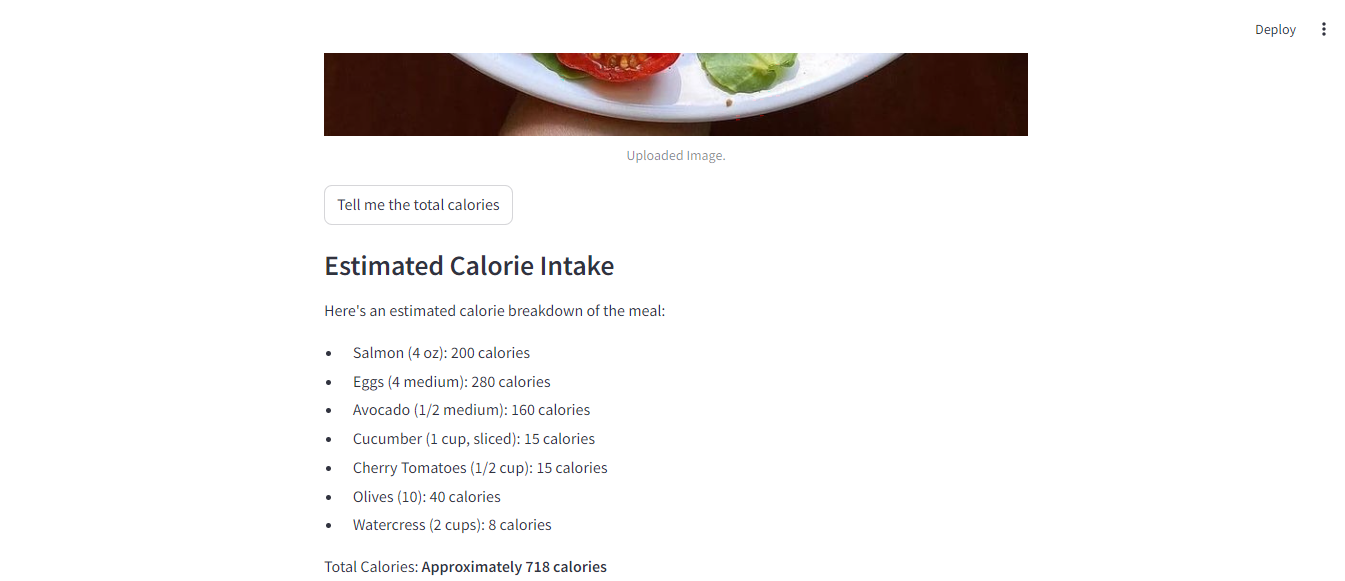 Deploy
Uploaded Image.
Tell me the total calories
Estimated Calorie Intake
Here's an estimated calorie breakdown of the meal:
• Salmon (4 oz): 200 calories
• Eggs (4 medium): 280 calories
• Avocado (1/2 medium): 160 calories
• Cucumber (1 cup, sliced): 15 calories
• Cherry Tomatoes (1/2 cup): 15 calories
• Olives (10): 40 calories
• Watercress (2 cups): 8 calories
Total Calories: Approximately 718 calories